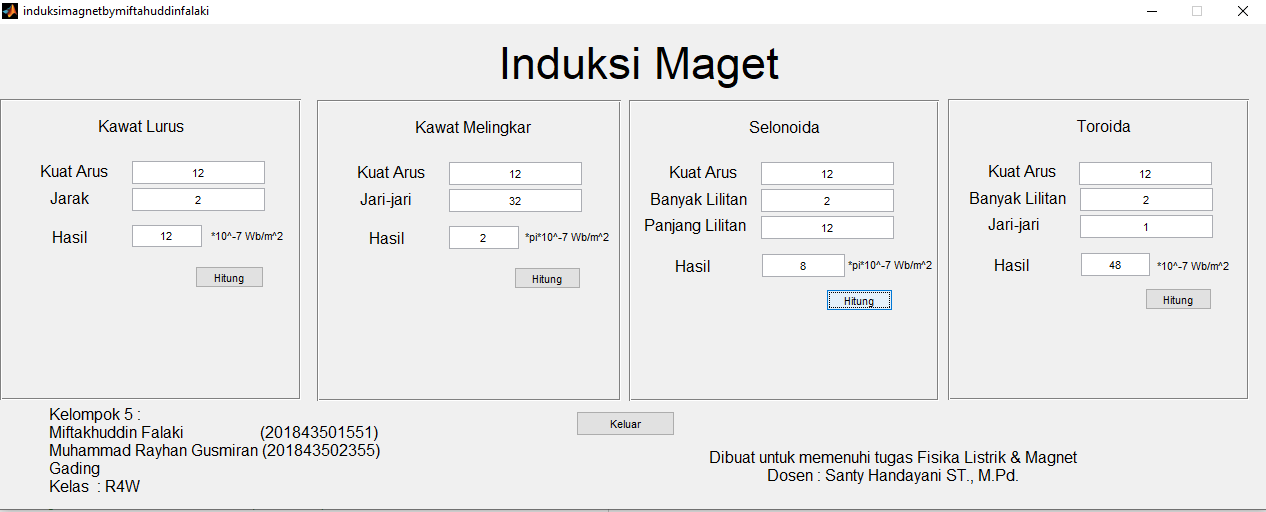 induksimagnetbymiftahuddinfalaki
Induksi Maget
Kawat Lurus
Kuat Arus 12
Jarak 2
Hasil 12 *10^-7 Wb/m^2
Hitung
Kawat Melingkar
Kuat Arus 12
Jari-jari 32
Hasil 2 *pi*10^-7 Wb/m^2
Hitung
Selonoida
Kuat Arus 12
Banyak Lilitan 2
Panjang Lilitan 12
Hasil 8 *pi*10^-7 Wb/m^2
Hitung
Toroida
Kuat Arus 12
Banyak Lilitan 2
Jari-jari 1
Hasil 48 *10^-7 Wb/m^2
Hitung
Kelompok 5 :
Miftakhuddin Falaki (201843501551)
Muhammad Rayhan Gusmiran (201843502355)
Gading
Kelas : R4W
Keluar
Dibuat untuk memenuhi tugas Fisika Listrik & Magnet
Dosen : Santy Handayani ST., M.Pd.